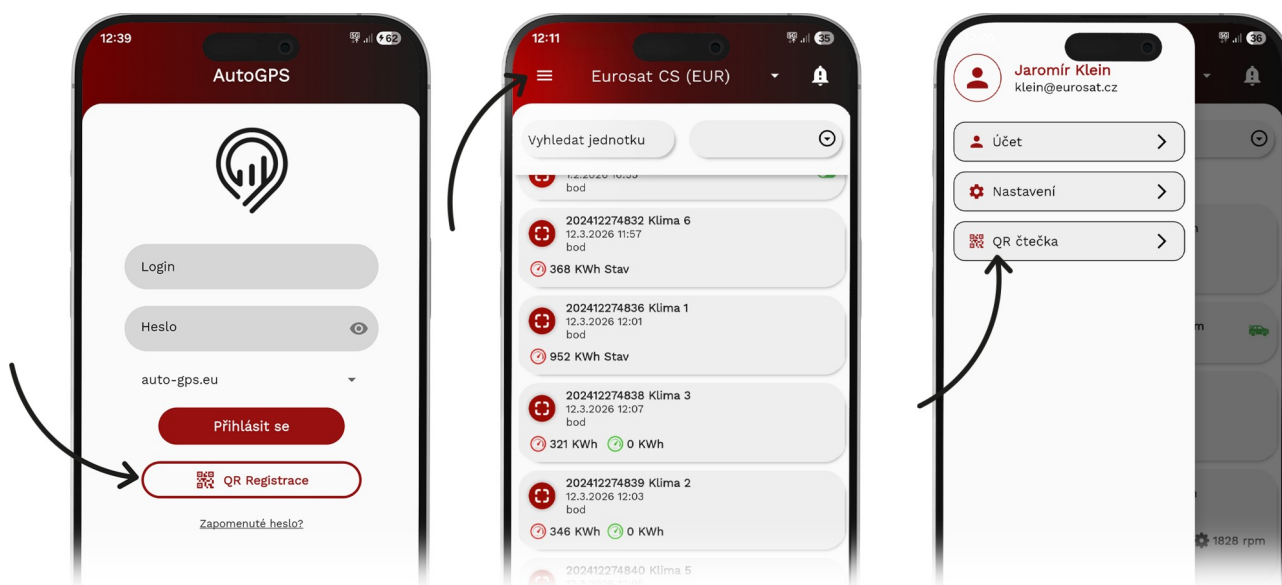 12:39
5G 62
AutoGPS
Login
Heslo
auto-gps.eu
Přihlásit se
QR Registrace
Zapomenuté heslo?
12:11
5G 35
Eurosat CS (EUR)
Vyhledat jednotku
bod
202412274832 Klima 6
12.3.2026 11:57
bod
368 KWh Stav
202412274836 Klima 1
12.3.2026 12:01
bod
952 KWh Stav
202412274838 Klima 3
12.3.2026 12:07
bod
321 KWh 0 KWh
202412274839 Klima 2
12.3.2026 12:03
bod
346 KWh 0 KWh
202412274840 Klima 5
5G 36
Jaromír Klein
klein@eurosat.cz
Účet
Nastavení
QR čtečka
m
1828 rpm